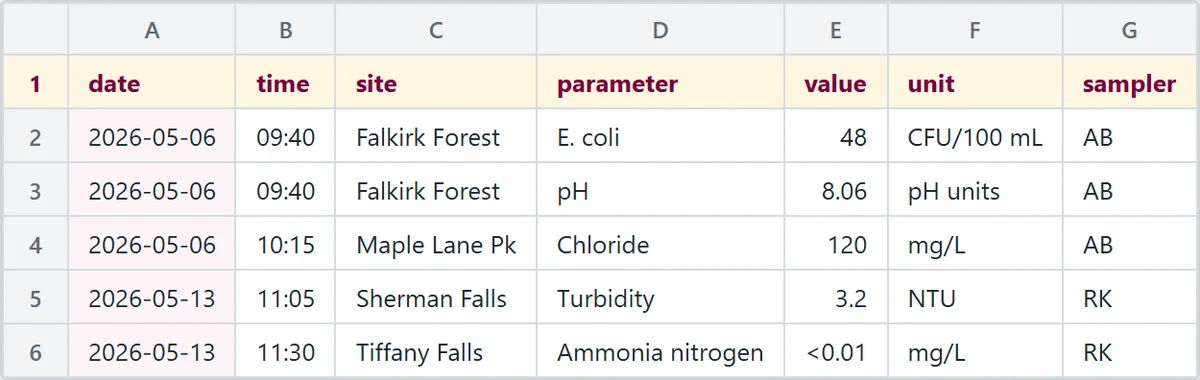 A B C D E F G
1 date time site parameter value unit sampler
2 2026-05-06 09:40 Falkirk Forest E. coli 48 CFU/100 mL AB
3 2026-05-06 09:40 Falkirk Forest pH 8.06 pH units AB
4 2026-05-06 10:15 Maple Lane Pk Chloride 120 mg/L AB
5 2026-05-13 11:05 Sherman Falls Turbidity 3.2 NTU RK
6 2026-05-13 11:30 Tiffany Falls Ammonia nitrogen <0.01 mg/L RK